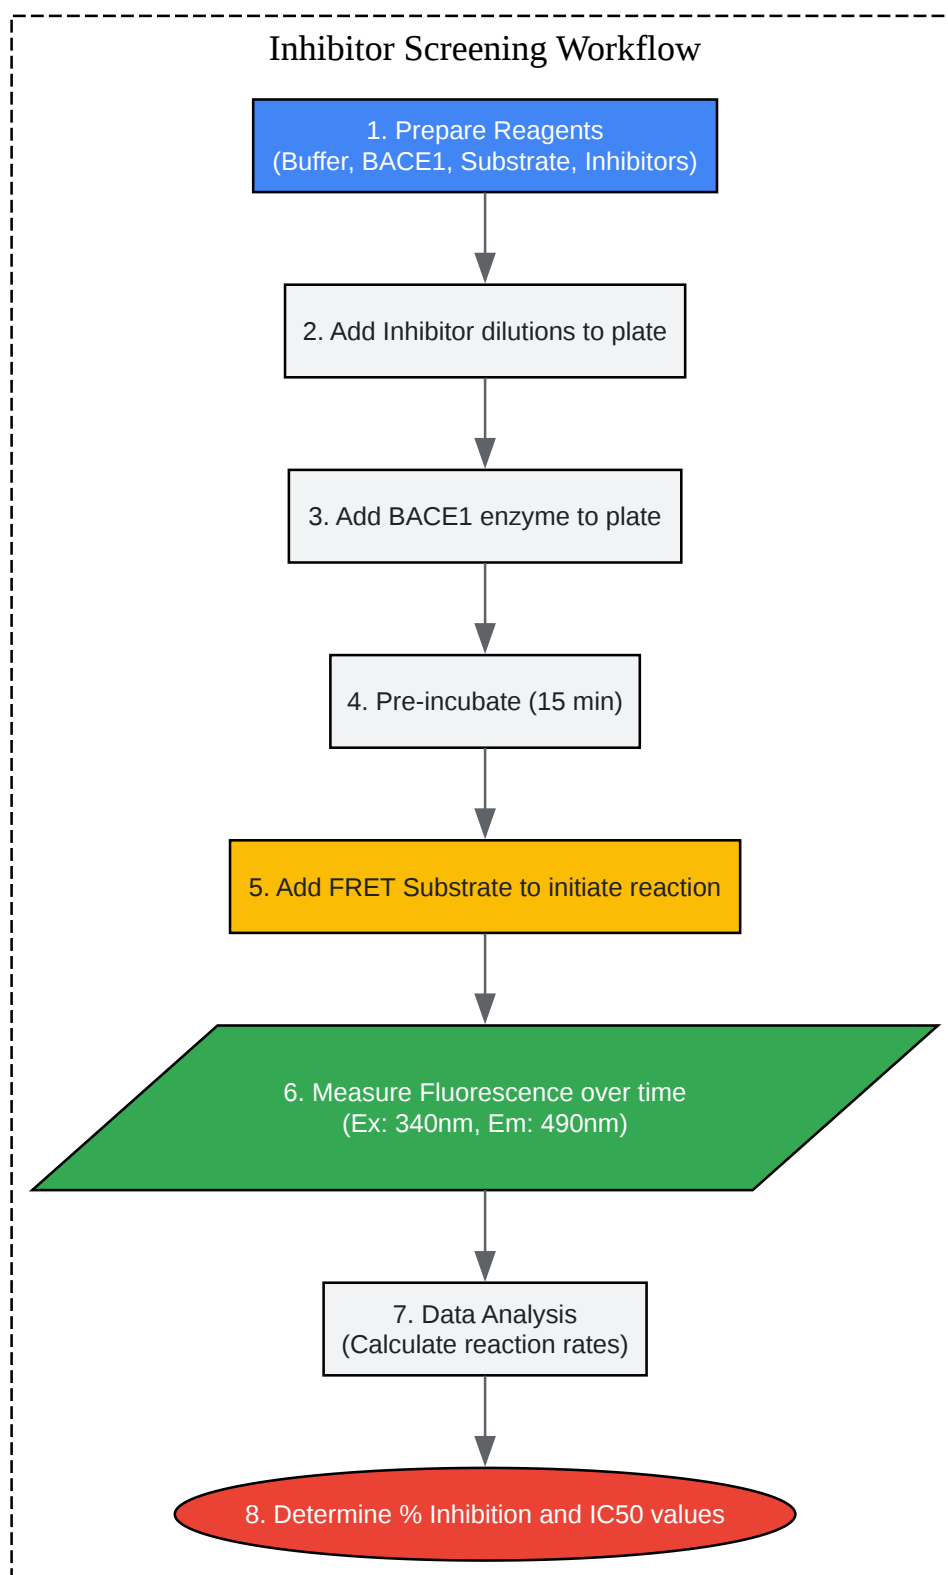 Inhibitor Screening Workflow
1. Prepare Reagents
(Buffer, BACE1, Substrate, Inhibitors)
2. Add Inhibitor dilutions to plate
3. Add BACE1 enzyme to plate
4. Pre-incubate (15 min)
5. Add FRET Substrate to initiate reaction
6. Measure Fluorescence over time
(Ex: 340nm, Em: 490nm)
7. Data Analysis
(Calculate reaction rates)
8. Determine % Inhibition and IC50 values